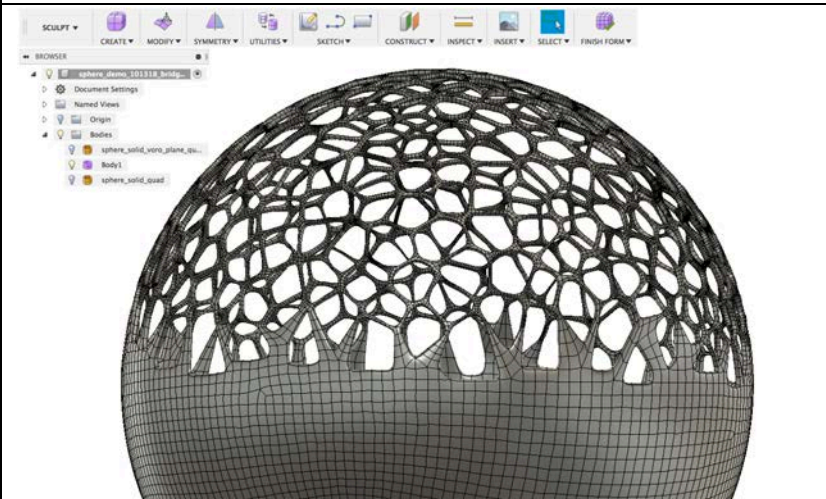 SCULPT ▾
CREATE ▾ MODIFY ▾ SYMMETRY ▾ UTILITIES ▾ SKETCH ▾ CONSTRUCT ▾ INSPECT ▾ INSERT ▾ SELECT ▾ FINISH FORM ▾
BROWSER
sphere_demo_101318_bridg...
Document Settings
Named Views
Origin
Bodies
sphere_solid_voro_plane_qu...
Body1
sphere_solid_quad